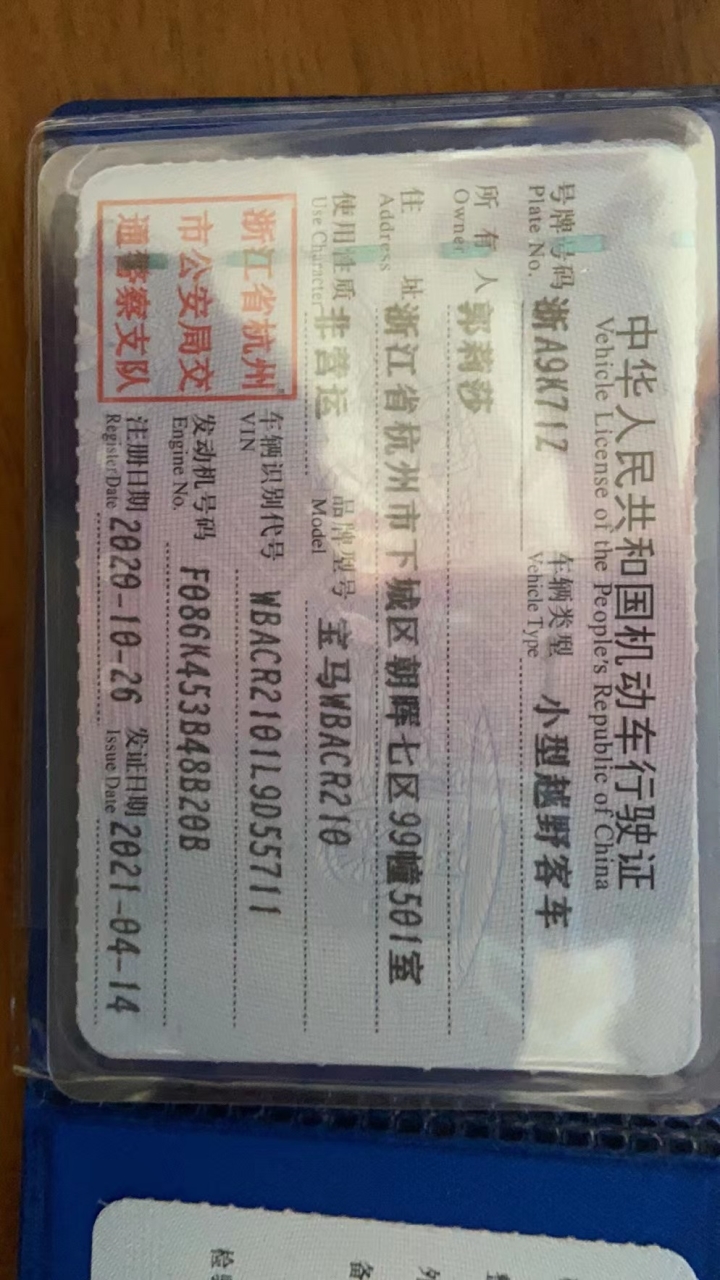 中华人民共和国机动车行驶证
Vehicle License of the People's Republic of China
号牌号码 浙A9K71Z 车辆类型 小型越野客车
Plate No. Vehicle Type
所有人 郭莉莎
Owner
住址 浙江省杭州市下城区朝晖七区99幢501室
Address
使用性质 非营运 品牌型号 宝马WBACR210
Use Character Model
浙江省杭州
市公安局交
通警察支队
车辆识别代号 WBACR2101L9D55711
VIN
发动机号码 F086K453B48B20B
Engine No.
注册日期 2020-10-26 发证日期 2021-04-14
Register Date Issue Date